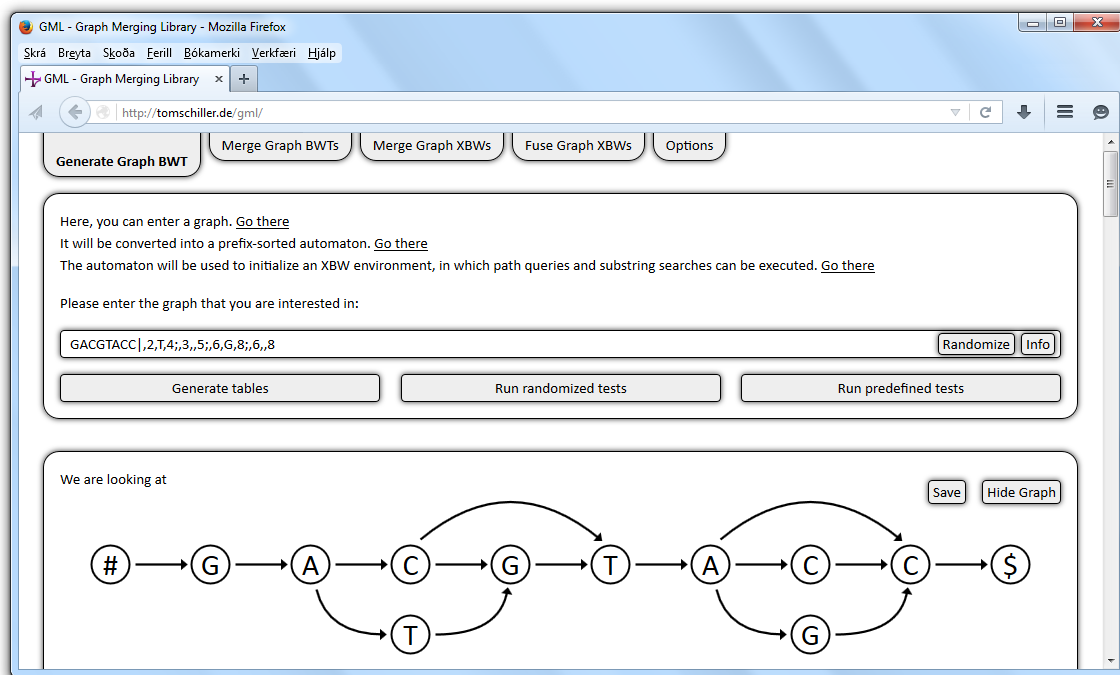 GML - Graph Merging Library - Mozilla Firefox
Skrá Breyta Skoða Ferill Bókamerki Verkfæri Hjálp
GML - Graph Merging Library × +
http://tomschiller.de/gml/
Generate Graph BWT Merge Graph BWTs Merge Graph XBWs Fuse Graph XBWs Options
Here, you can enter a graph. Go there
It will be converted into a prefix-sorted automaton. Go there
The automaton will be used to initialize an XBW environment, in which path queries and substring searches can be executed. Go there
Please enter the graph that you are interested in:
GACGTACC|,2,T,4;,3,,5;,6,G,8;,6,,8 Randomize Info
Generate tables Run randomized tests Run predefined tests
We are looking at Save Hide Graph
# G A C G T A C C $
T G